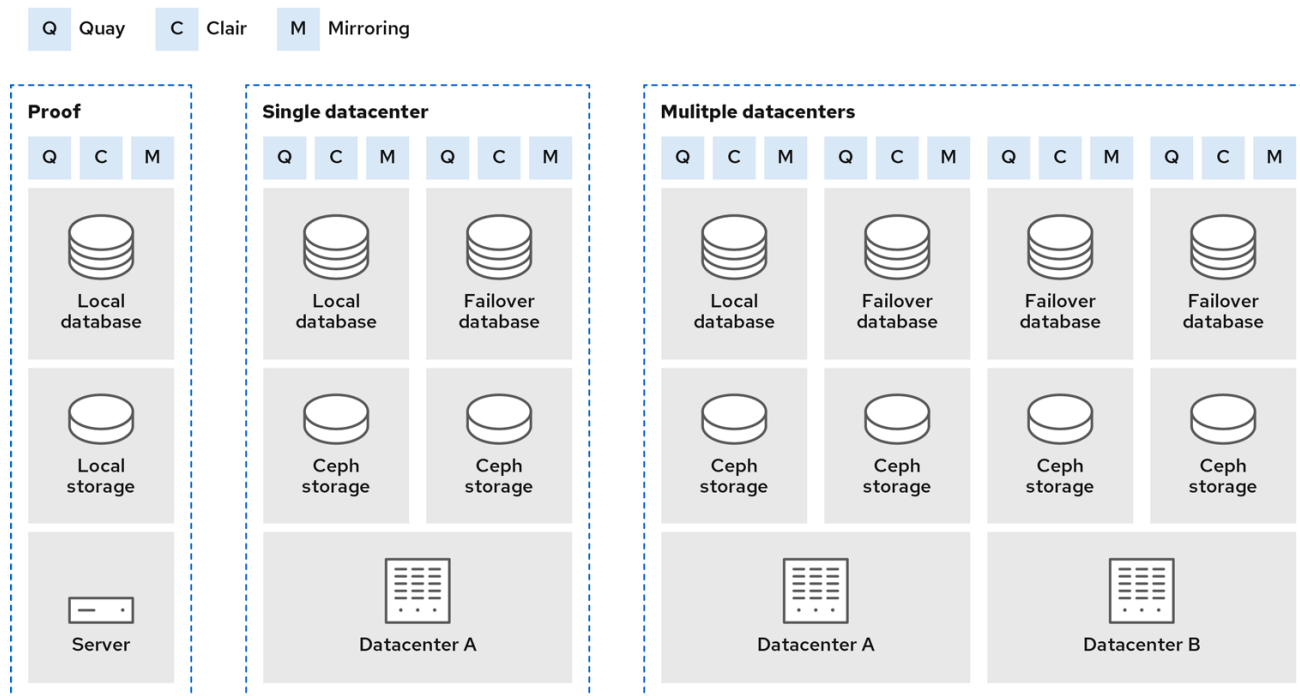 Q Quay C Clair M Mirroring
Proof
Single datacenter
Mulitple datacenters
Q C M
Q C M Q C M
Q C M Q C M Q C M Q C M
Local
database
Local
database
Failover
database
Local
database
Failover
database
Failover
database
Failover
database
Local
storage
Ceph
storage
Ceph
storage
Ceph
storage
Ceph
storage
Ceph
storage
Ceph
storage
Server
Datacenter A
Datacenter A
Datacenter B